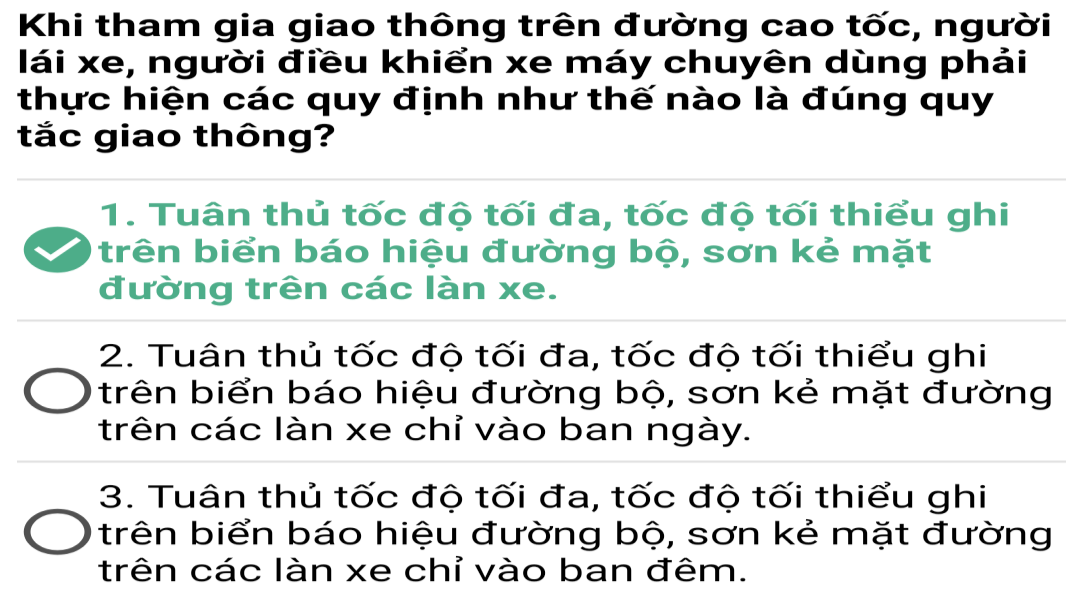 Khi tham gia giao thông trên đường cao tốc, người
lái xe, người điều khiển xe máy chuyên dùng phải
thực hiện các quy định như thế nào là đúng quy
tắc giao thông?
1. Tuân thủ tốc độ tối đa, tốc độ tối thiểu ghi
trên biển báo hiệu đường bộ, sơn kẻ mặt
đường trên các làn xe.
2. Tuân thủ tốc độ tối đa, tốc độ tối thiểu ghi
trên biển báo hiệu đường bộ, sơn kẻ mặt đường
trên các làn xe chỉ vào ban ngày.
3. Tuân thủ tốc độ tối đa, tốc độ tối thiểu ghi
trên biển báo hiệu đường bộ, sơn kẻ mặt đường
trên các làn xe chỉ vào ban đêm.